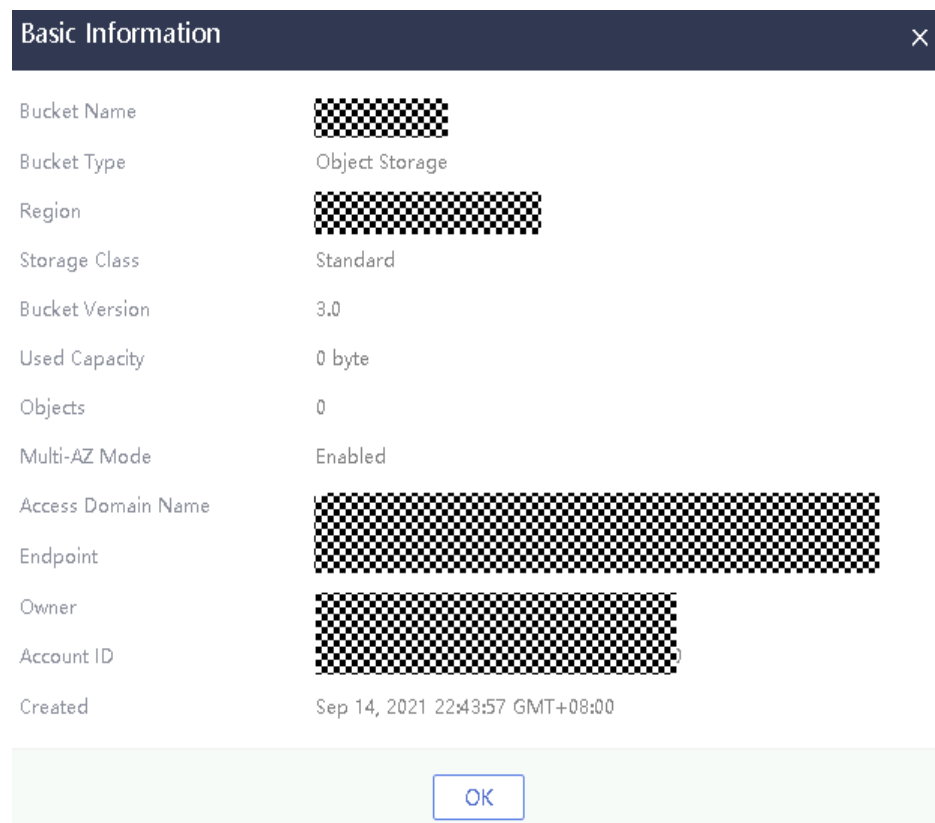 Basic Information
Bucket Name
Bucket Type Object Storage
Region
Storage Class Standard
Bucket Version 3.0
Used Capacity 0 byte
Objects 0
Multi-AZ Mode Enabled
Access Domain Name
Endpoint
Owner
Account ID
Created Sep 14, 2021 22:43:57 GMT+08:00
OK